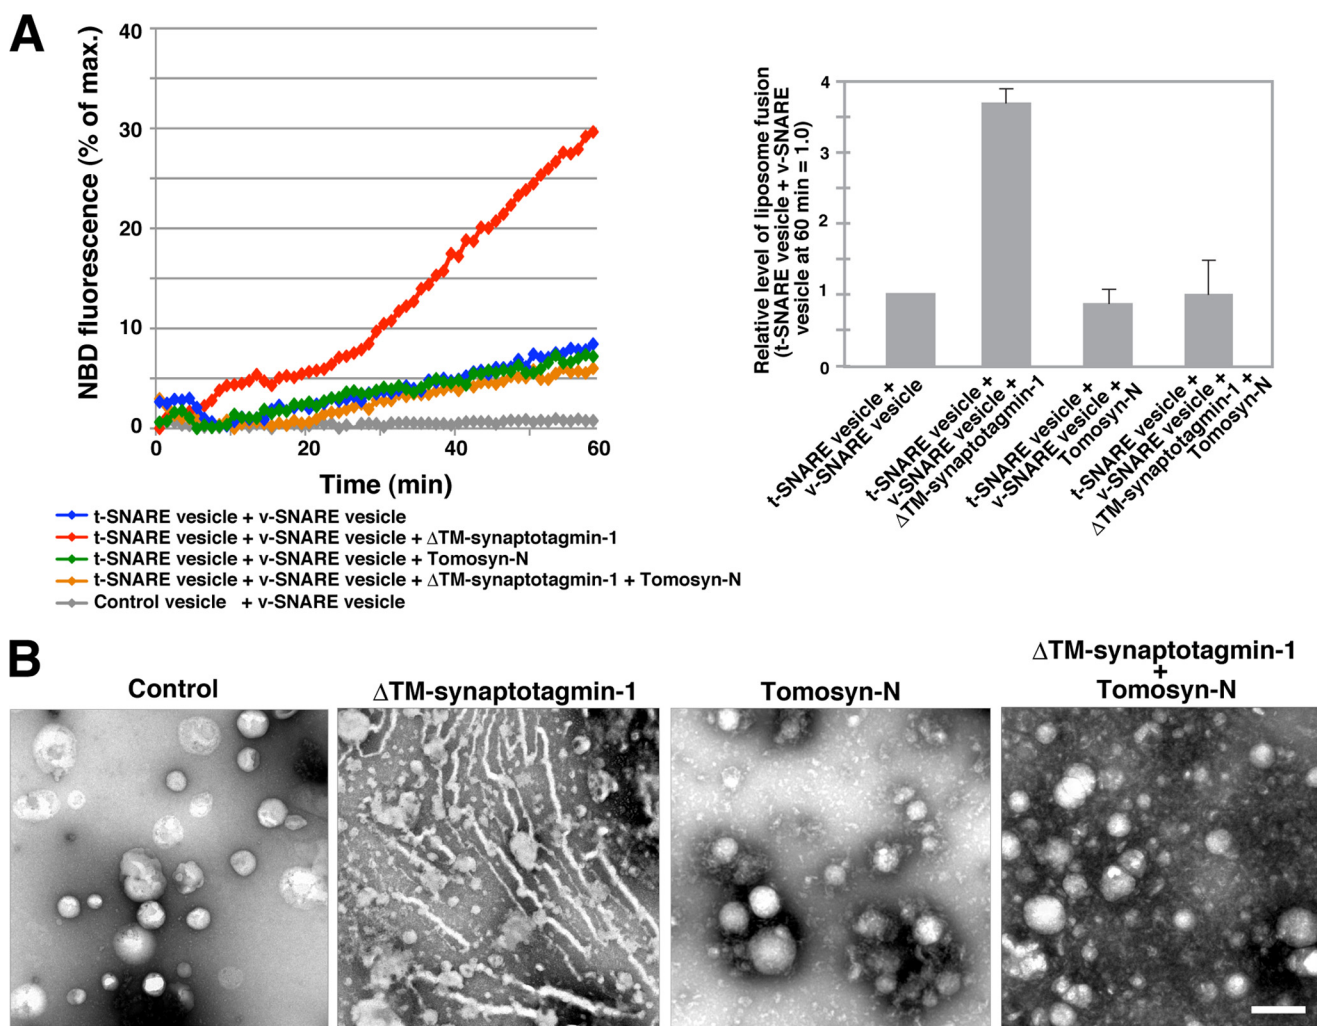 A
NBD fluorescence (% of max.)
40
30
20
10
0
0
20
40
60
Time (min)
t-SNARE vesicle + v-SNARE vesicle
t-SNARE vesicle + v-SNARE vesicle + ΔTM-synaptotagmin-1
t-SNARE vesicle + v-SNARE vesicle + Tomosyn-N
t-SNARE vesicle + v-SNARE vesicle + ΔTM-synaptotagmin-1 + Tomosyn-N
Control vesicle + v-SNARE vesicle
Relative level of liposome fusion
(t-SNARE vesicle + v-SNARE
vesicle at 60 min = 1.0)
4
3
2
1
0
t-SNARE vesicle +
v-SNARE vesicle
t-SNARE vesicle +
v-SNARE vesicle +
ΔTM-synaptotagmin-1
t-SNARE vesicle +
v-SNARE vesicle +
Tomosyn-N
t-SNARE vesicle +
v-SNARE vesicle +
ΔTM-synaptotagmin-1 +
Tomosyn-N
B
Control
ΔTM-synaptotagmin-1
Tomosyn-N
ΔTM-synaptotagmin-1
+
Tomosyn-N